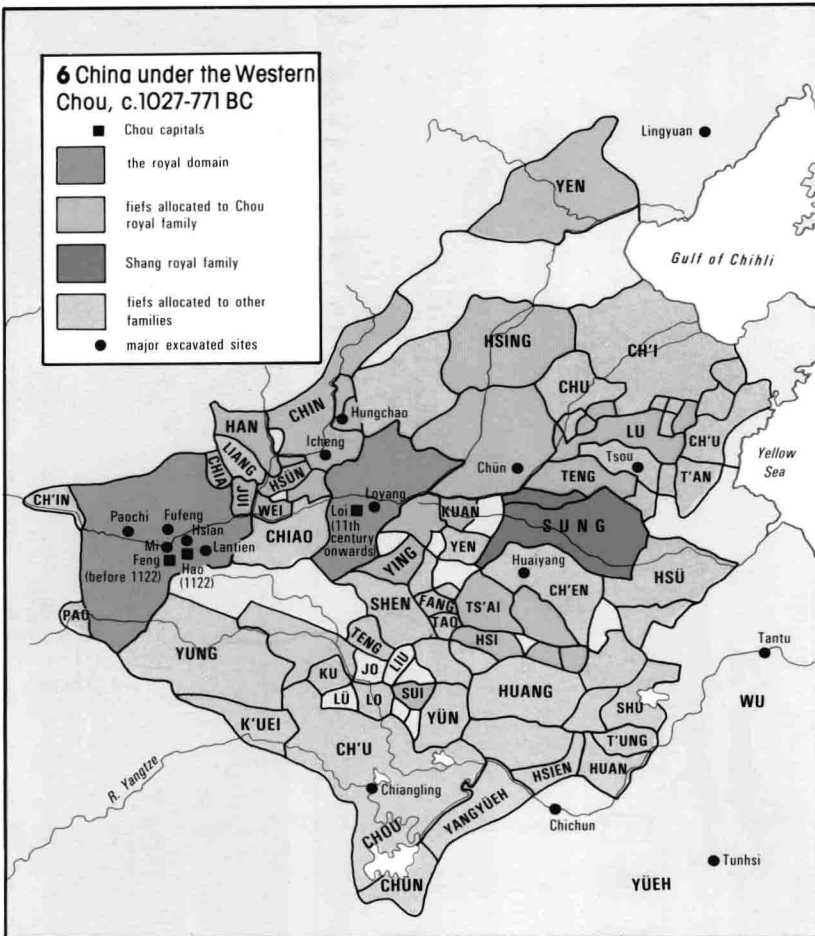 6 China under the Western
Chou, c.1027-771 BC
Chou capitals
the royal domain
fiefs allocated to Chou
royal family
Shang royal family
fiefs allocated to other
families
major excavated sites
Lingyuan
YEN
Gulf of Chihli
HSING
CH'I
CHU
CHIN
Hungchao
HAN
Icheng
LIANG
LU
CH'U
Yellow
Sea
CHIA
HSÜN
Chün
Tsou
TENG
T'AN
CH'IN
JUI
Loyang
WEI
Loi
(11th
century
onwards)
KUAN
SUNG
Paochi
Fufeng
Hsian
Mi
Lantien
Feng
(before 1122)
Hao
(1122)
CHIAO
YING
YEN
Huaiyang
CH'EN
HSÜ
PAO
SHEN
FANG
TAO
TS'AI
YUNG
TENG
HSI
Tantu
KU
JO
LIU
LÜ
LO
SUI
YÜN
HUANG
SHU
WU
K'UEI
CH'U
T'UNG
HSIEN
HUAN
R. Yangtze
Chiangling
YANGYÜEH
Chichun
CHOU
CHÜN
Tunhsi
YÜEH